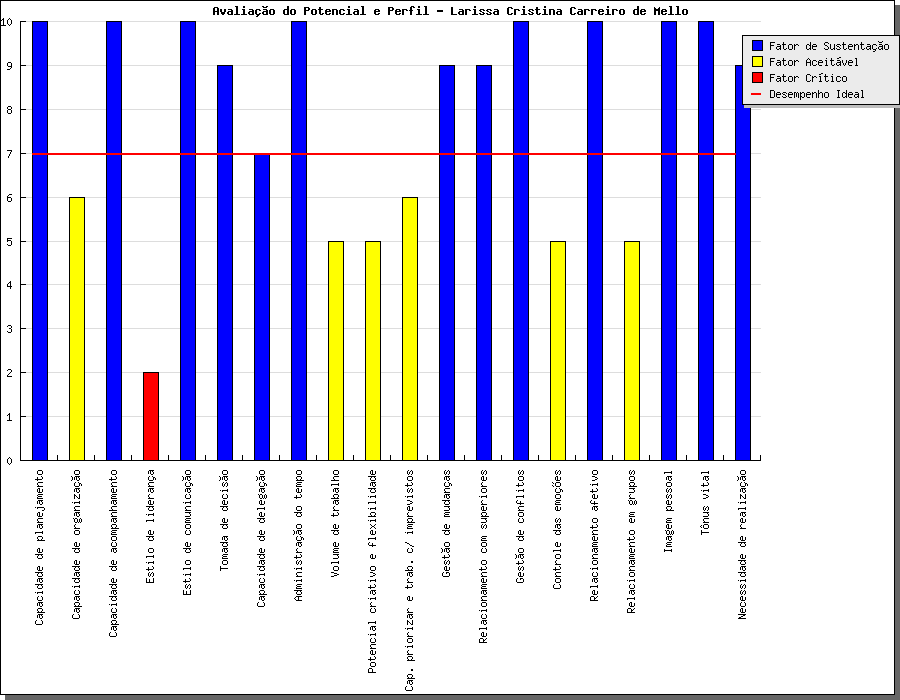 Avaliação do Potencial e Perfil - Larissa Cristina Carreiro de Mello
Fator de Sustentação
Fator Aceitável
Fator Crítico
Desempenho Ideal
10
9
8
7
6
5
4
3
2
1
0
Capacidade de planejamento
Capacidade de organização
Capacidade de acompanhamento
Estilo de liderança
Estilo de comunicação
Tomada de decisão
Capacidade de delegação
Administração do tempo
Volume de trabalho
Potencial criativo e flexibilidade
Cap. priorizar e trab. c/ imprevistos
Gestão de mudanças
Relacionamento com superiores
Gestão de conflitos
Controle das emoções
Relacionamento afetivo
Relacionamento em grupos
Imagem pessoal
Tônus vital
Necessidade de realização